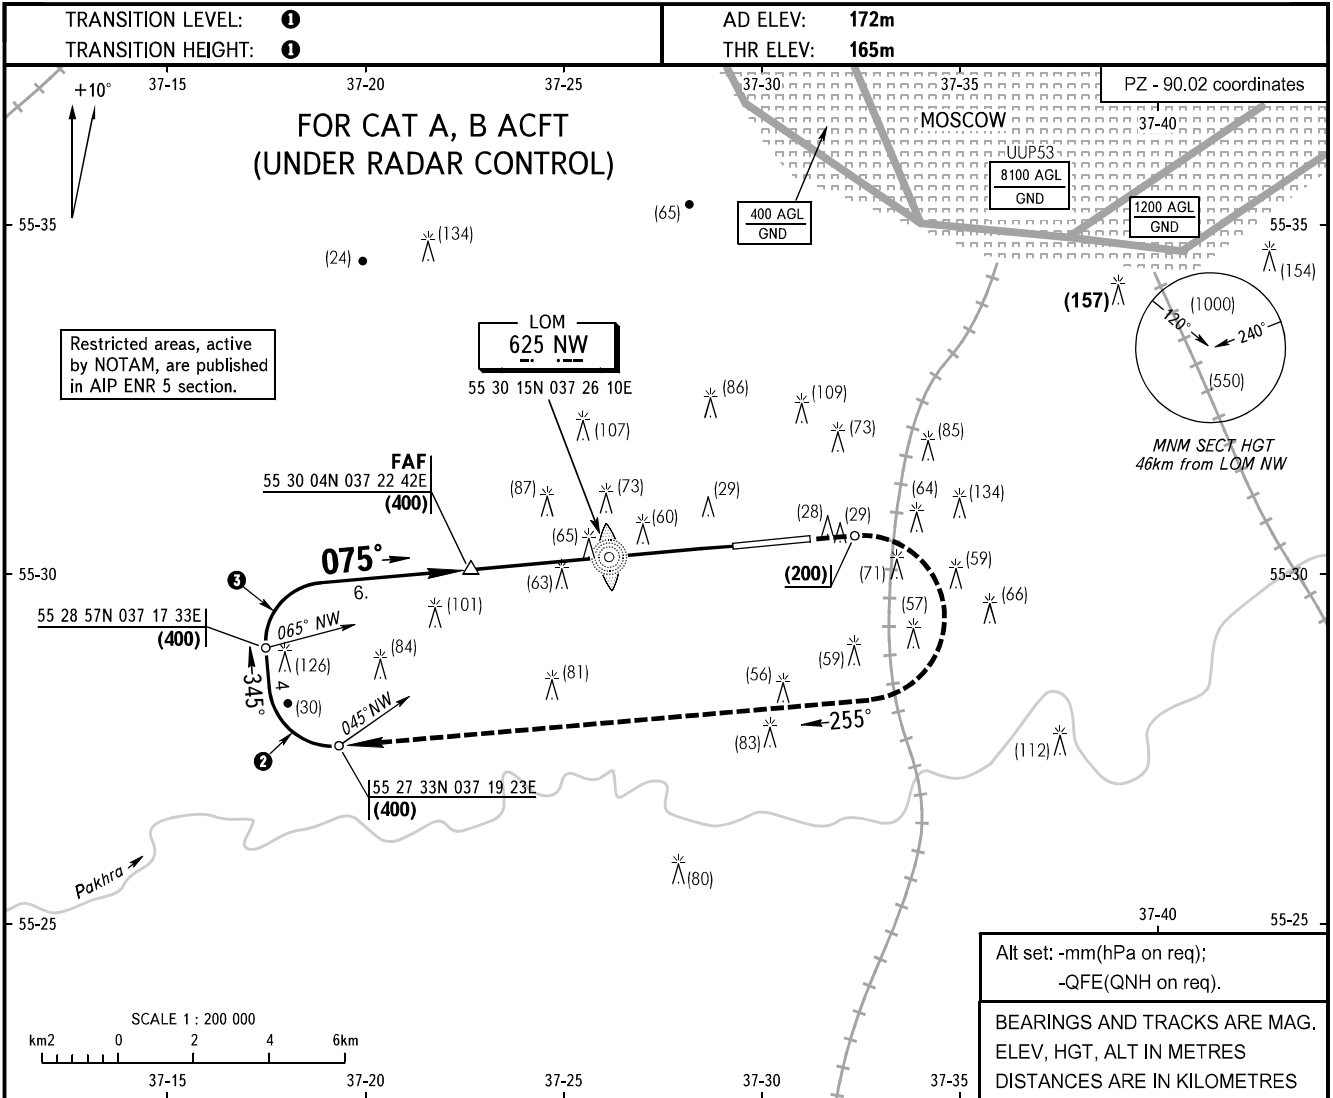 TRANSITION LEVEL: ❶
TRANSITION HEIGHT: ❶
AD ELEV: 172m
THR ELEV: 165m
37-15
37-20
37-25
37-30
37-35
PZ - 90.02 coordinates
+10°
FOR CAT A, B ACFT
(UNDER RADAR CONTROL)
MOSCOW
37-40
UUP53
8100 AGL
GND
400 AGL
GND
1200 AGL
GND
55-35
55-35
(65)
(134)
(24)
(154)
(157)
(1000)
120°
240°
(550)
MNM SECT HGT
46km from LOM NW
Restricted areas, active
by NOTAM, are published
in AIP ENR 5 section.
LOM
625 NW
55 30 15N 037 26 10E
(86)
(109)
(107)
(73)
(85)
FAF
55 30 04N 037 22 42E
(400)
(87)
(73)
(29)
(64)
(134)
(65)
(60)
(28)
(29)
075°
(63)
(200)
(71)
(59)
55-30
55-30
❸
6.
(101)
(57)
(66)
55 28 57N 037 17 33E
(400)
065° NW
(126)
(84)
(59)
345°
4
(30)
(81)
(56)
045° NW
255°
(83)
(112)
❷
55 27 33N 037 19 23E
(400)
Pakhra
(80)
55-25
37-40
55-25
Alt set: -mm(hPa on req);
-QFE(QNH on req).
SCALE 1 : 200 000
km2 0 2 4 6km
BEARINGS AND TRACKS ARE MAG.
ELEV, HGT, ALT IN METRES
DISTANCES ARE IN KILOMETRES
37-15
37-20
37-25
37-30
37-35